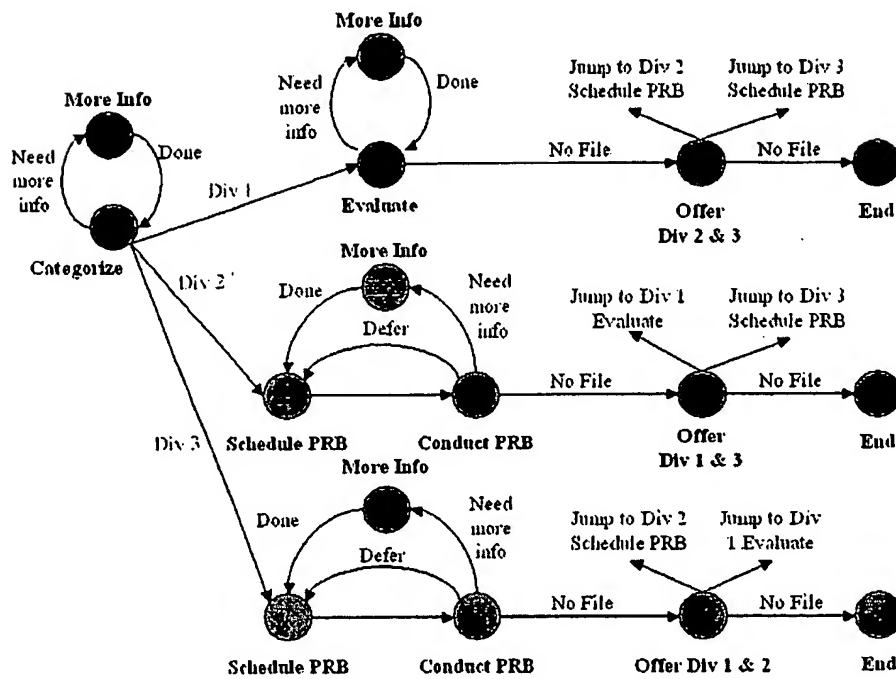 More Info
Need
more
info
Done
Jump to Div 2
Schedule PRB
Jump to Div 3
Schedule PRB
More Info
Need
more
info
Done
Categorize
Div 1
Evaluate
No File
Offer
Div 2 & 3
No File
End
Div 2
More Info
Done
Need
more
info
Defer
Schedule PRB
Conduct PRB
Jump to Div 1
Evaluate
Jump to Div 3
Schedule PRB
No File
Offer
Div 1 & 3
No File
End
Div 3
More Info
Done
Need
more
info
Defer
Schedule PRB
Conduct PRB
Jump to Div 2
Schedule PRB
Jump to Div
1 Evaluate
No File
Offer Div 1 & 2
No File
End